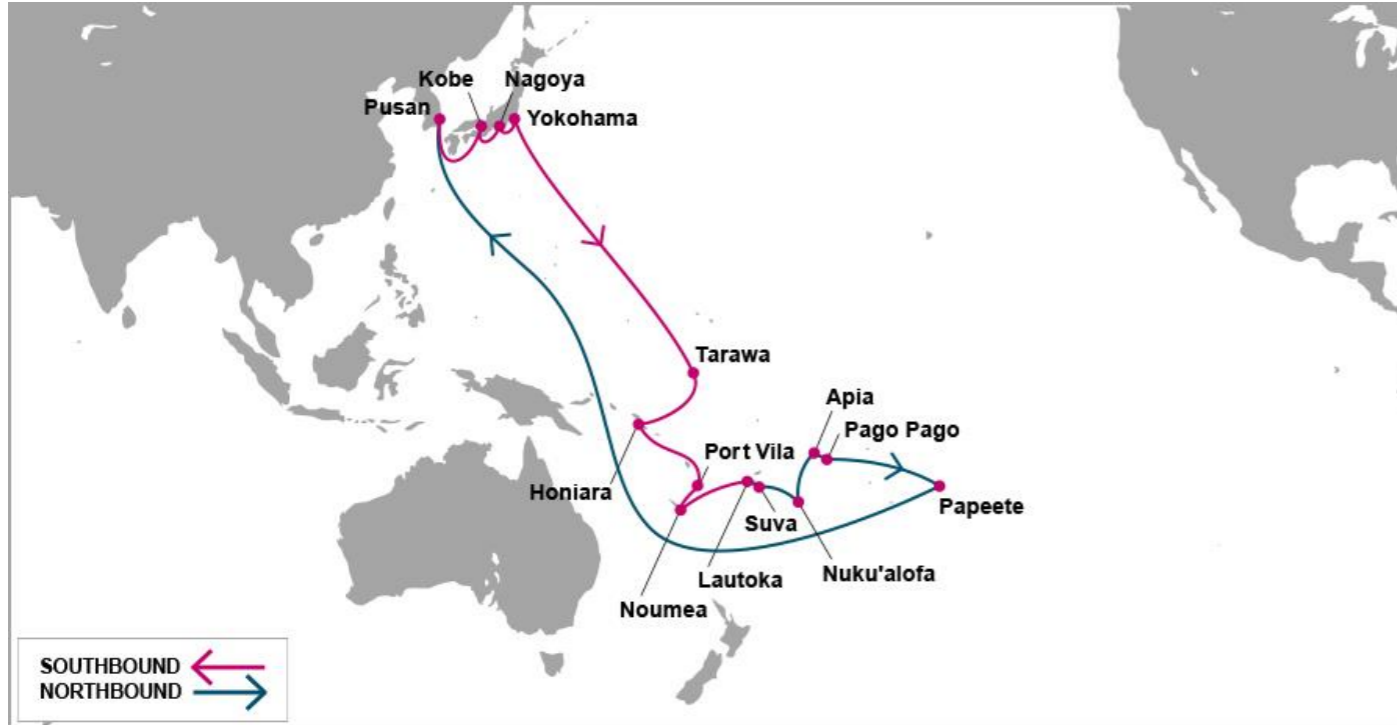 Kobe
Nagoya
Pusan
Yokohama
Tarawa
Apia
Pago Pago
Port Vila
Honiara
Suva
Papeete
Lautoka
Nuku'alofa
Noumea
SOUTHBOUND
NORTHBOUND